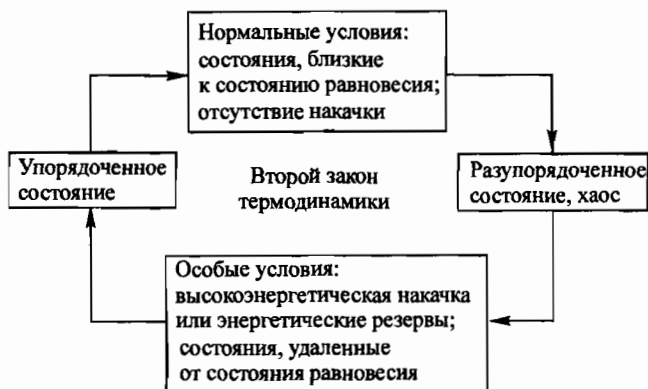 Нормальные условия:
состояния, близкие
к состоянию равновесия;
отсутствие накачки
Упорядоченное
состояние
Второй закон
термодинамики
Разупорядоченное
состояние, хаос
Особые условия:
высокоэнергетическая накачка
или энергетические резервы;
состояния, удаленные
от состояния равновесия